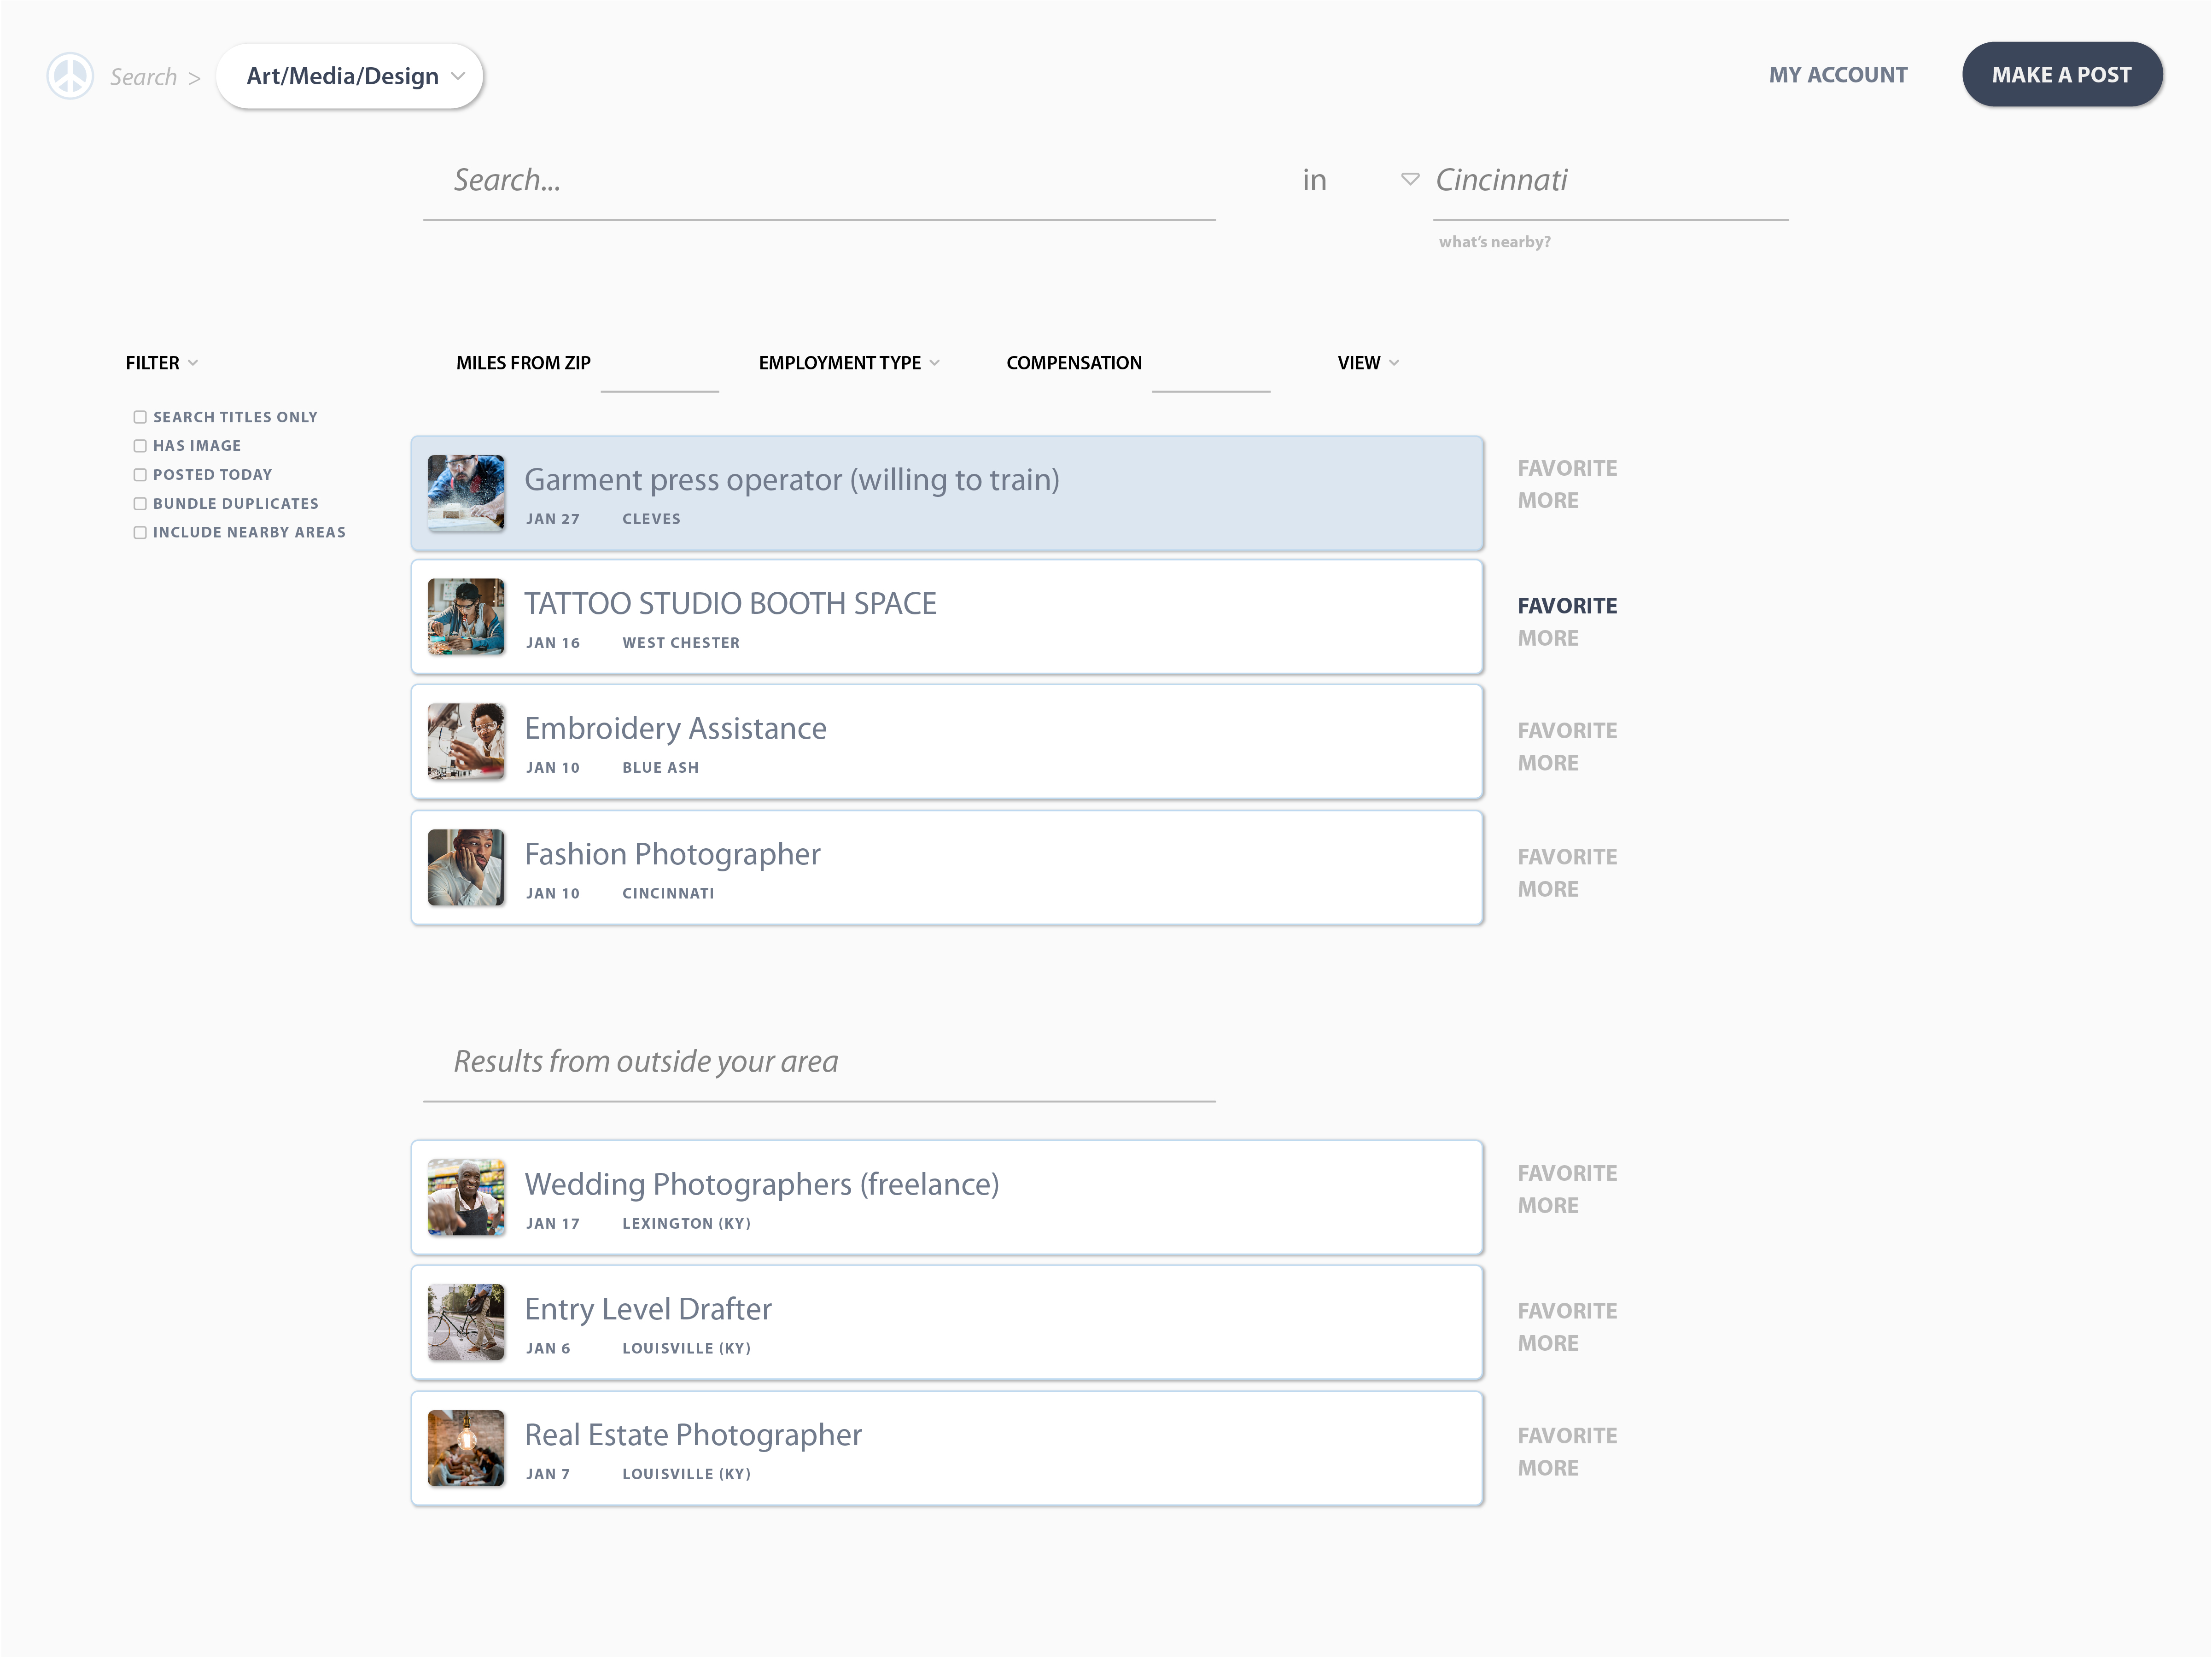 Search > Art/Media/Design
MY ACCOUNT
MAKE A POST
Search...
in
Cincinnati
what's nearby?
FILTER
MILES FROM ZIP
EMPLOYMENT TYPE
COMPENSATION
VIEW
SEARCH TITLES ONLY
HAS IMAGE
POSTED TODAY
BUNDLE DUPLICATES
INCLUDE NEARBY AREAS
Garment press operator (willing to train)
JAN 27 CLEVES
FAVORITE
MORE
TATTOO STUDIO BOOTH SPACE
JAN 16 WEST CHESTER
FAVORITE
MORE
Embroidery Assistance
JAN 10 BLUE ASH
FAVORITE
MORE
Fashion Photographer
JAN 10 CINCINNATI
FAVORITE
MORE
Results from outside your area
Wedding Photographers (freelance)
JAN 17 LEXINGTON (KY)
FAVORITE
MORE
Entry Level Drafter
JAN 6 LOUISVILLE (KY)
FAVORITE
MORE
Real Estate Photographer
JAN 7 LOUISVILLE (KY)
FAVORITE
MORE